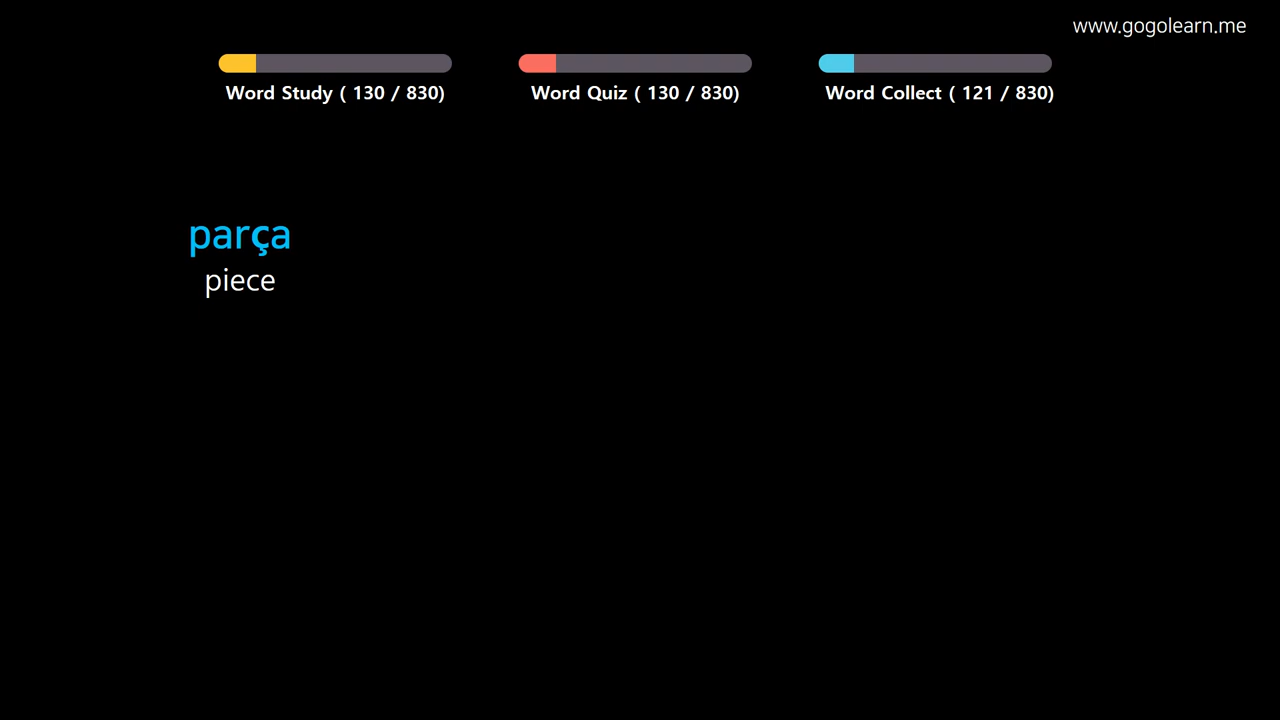 www.gogolearn.me
Word Study ( 130 / 830)
Word Quiz ( 130 / 830)
Word Collect ( 121 / 830)
parça
piece